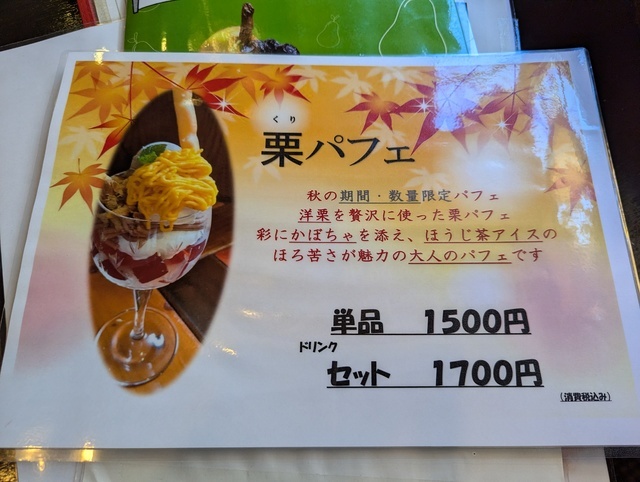 くり
栗パフェ
秋の期間・数量限定パフェ
洋栗を贅沢に使った栗パフェ
彩にかぼちゃを添え、ほうじ茶アイスの
ほろ苦さが魅力の大人のパフェです
単品 1500円
ドリンク
セット 1700円
(消費税込み)